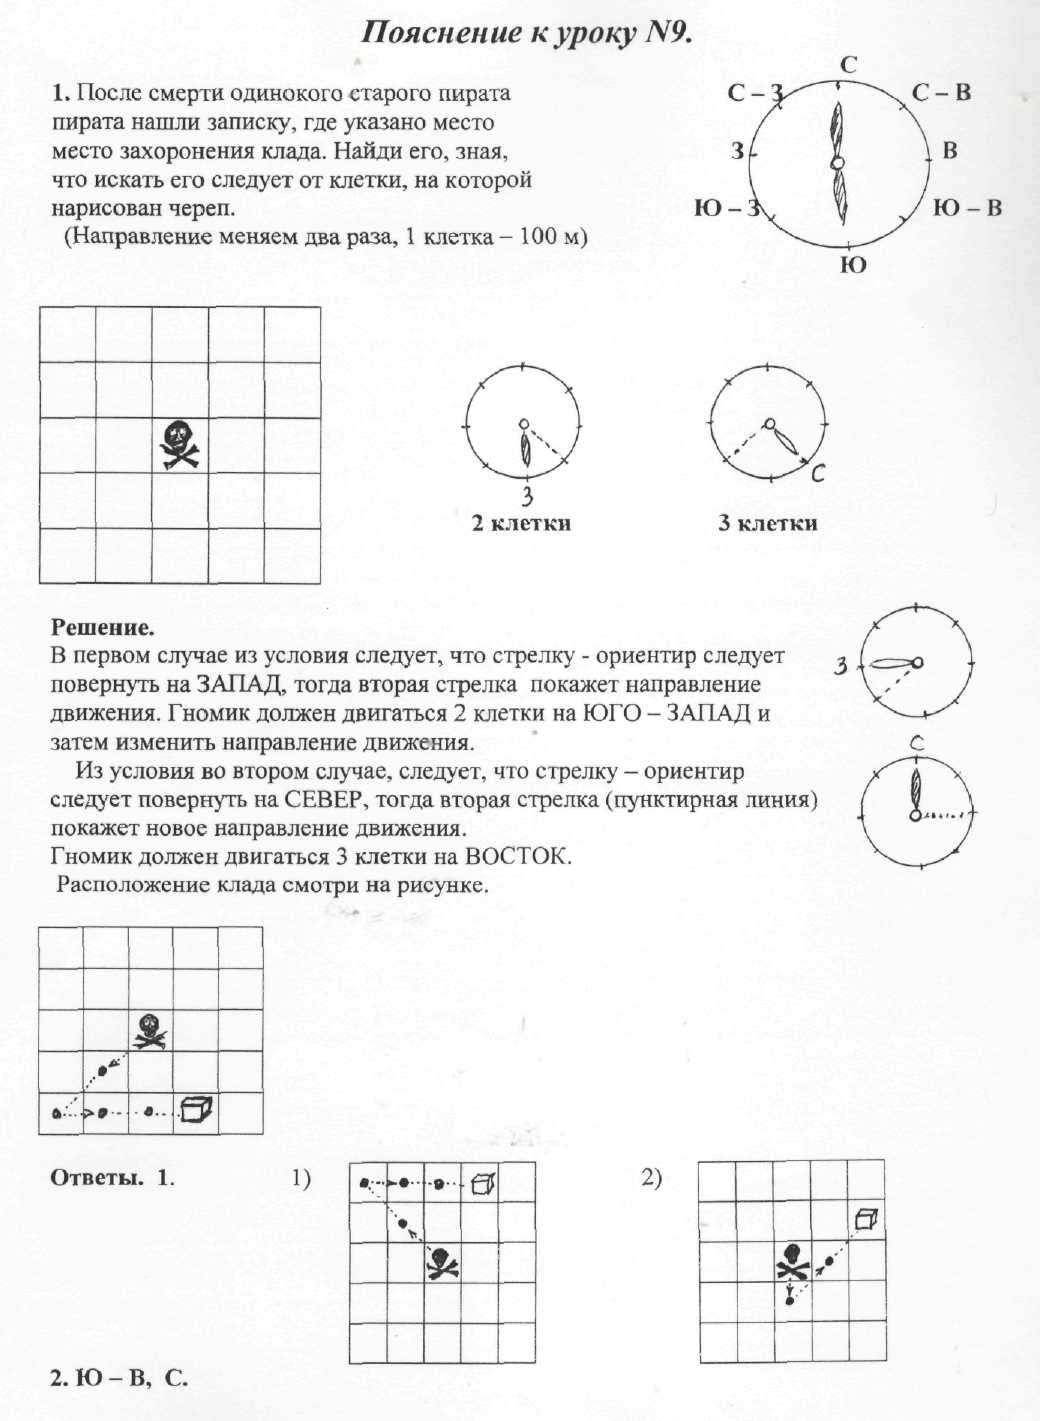 Пояснение к уроку N9.
1. После смерти одинокого старого пирата
пирата нашли записку, где указано место
место захоронения клада. Найди его, зная,
что искать его следует от клетки, на которой
нарисован череп.
(Направление меняем два раза, 1 клетка – 100 м)
С
С – З
С – В
З
В
Ю – З
Ю – В
Ю
З
С
2 клетки
3 клетки
Решение.
В первом случае из условия следует, что стрелку - ориентир следует
повернуть на ЗАПАД, тогда вторая стрелка покажет направление
движения. Гномик должен двигаться 2 клетки на ЮГО – ЗАПАД и
затем изменить направление движения.
Из условия во втором случае, следует, что стрелку – ориентир
следует повернуть на СЕВЕР, тогда вторая стрелка (пунктирная линия)
покажет новое направление движения.
Гномик должен двигаться 3 клетки на ВОСТОК.
Расположение клада смотри на рисунке.
З
С
Ответы. 1.
1)
2)
2. Ю – В, С.